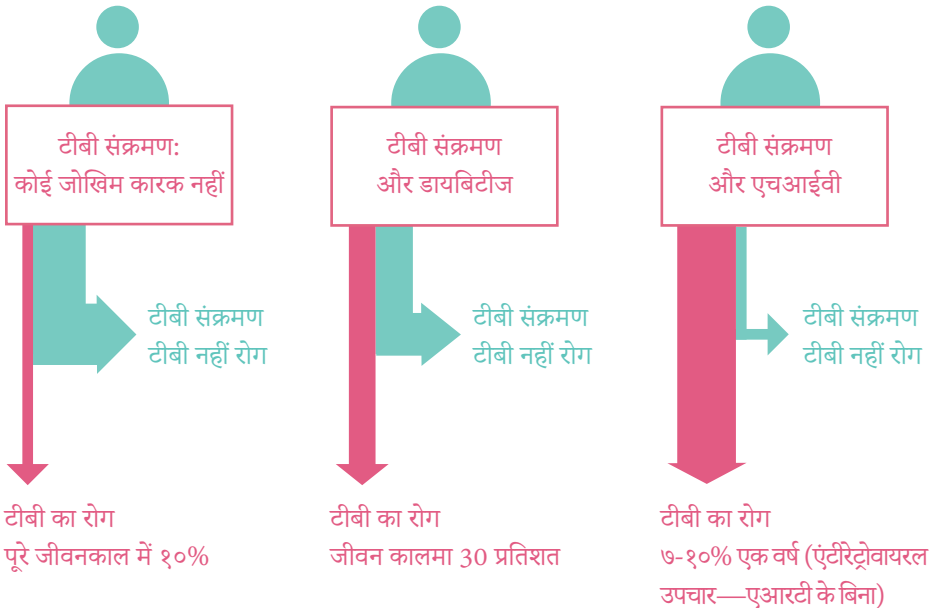 टीबी संक्रमण:
कोई जोखिम कारक नहीं
टीबी संक्रमण
टीबी नहीं रोग
टीबी का रोग
पूरे जीवनकाल में १०%
टीबी संक्रमण
और डायबिटीज
टीबी संक्रमण
टीबी नहीं रोग
टीबी का रोग
जीवन कालमा 30 प्रतिशत
टीबी संक्रमण
और एचआईवी
टीबी संक्रमण
टीबी नहीं रोग
टीबी का रोग
७-१०% एक वर्ष (एंटीरेट्रोवायरल
उपचार—एआरटी के बिना)